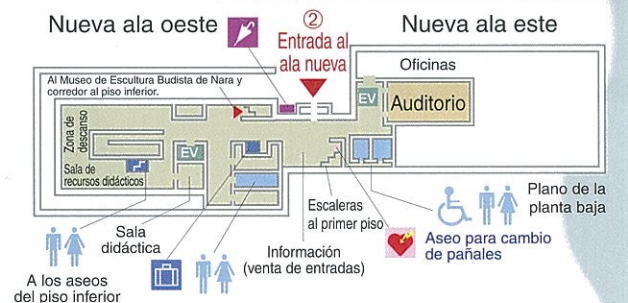 Nueva ala oeste
②
Entrada al
ala nueva
Nueva ala este
Oficinas
Al Museo de Escultura Budista de Nara y
corredor al piso inferior.
EV
Auditorio
Zona de
descanso
EV
Sala de
recursos didácticos
Sala
didáctica
Escaleras
al primer piso
Plano de la
planta baja
Información
(venta de entradas)
Aseo para cambio
de pañales
A los aseos
del piso inferior